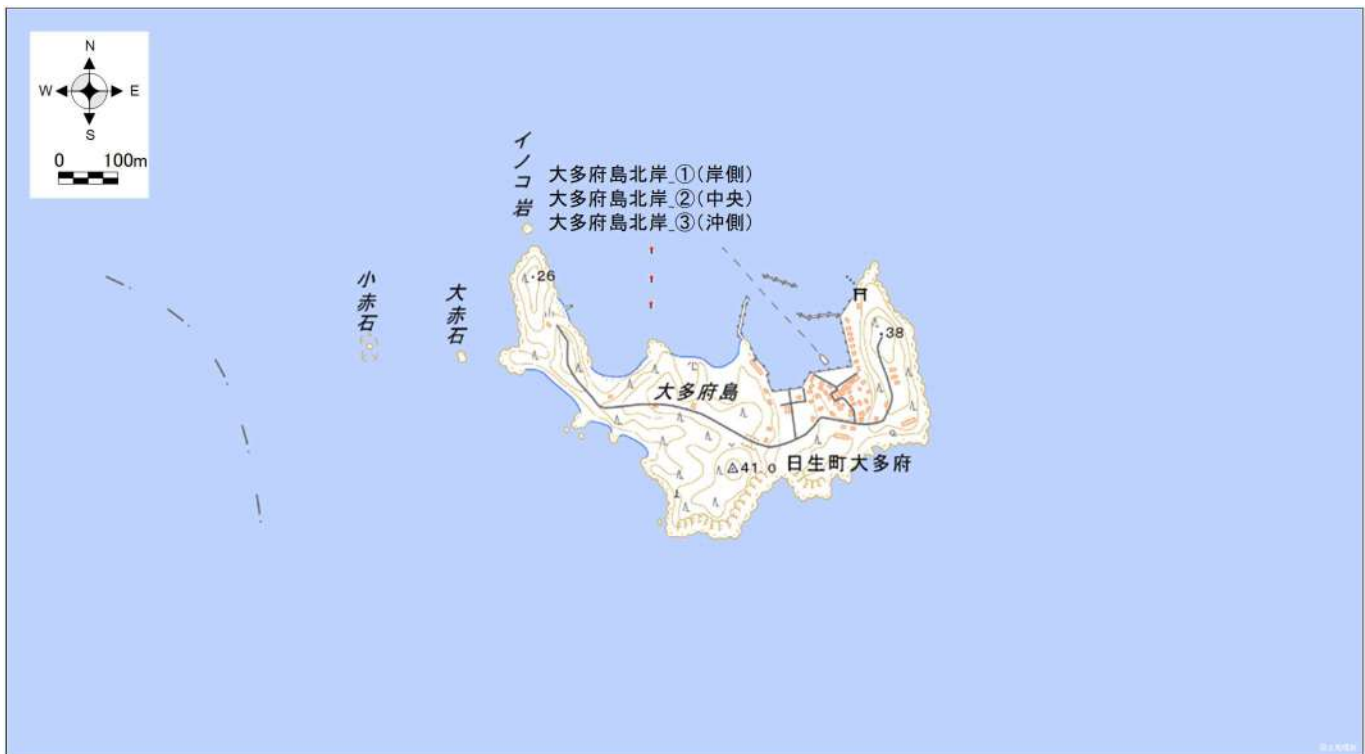 N
W E
S
0 100m
イノコ岩
大多府島北岸_①(岸側)
大多府島北岸_②(中央)
大多府島北岸_③(沖側)
小赤石
大赤石
・26
・38
大多府島
41.0
日生町大多府